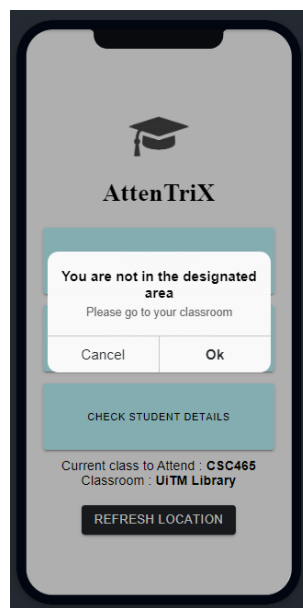 AttenTriX
You are not in the designated
area
Please go to your classroom
Cancel
Ok
CHECK STUDENT DETAILS
Current class to Attend : CSC465
Classroom : UiTM Library
REFRESH LOCATION